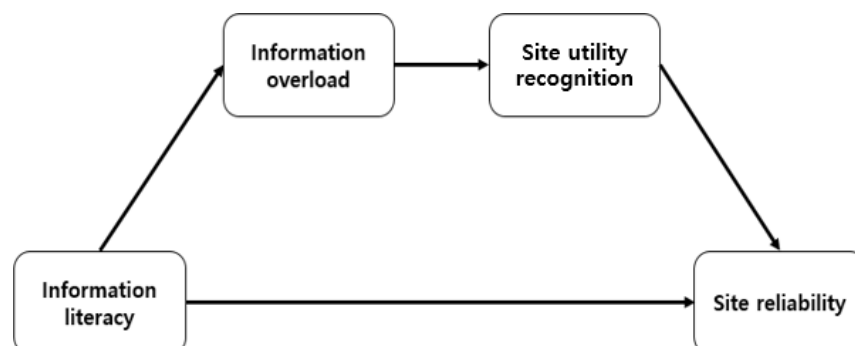 Information
overload
Site utility
recognition
Information
literacy
Site reliability